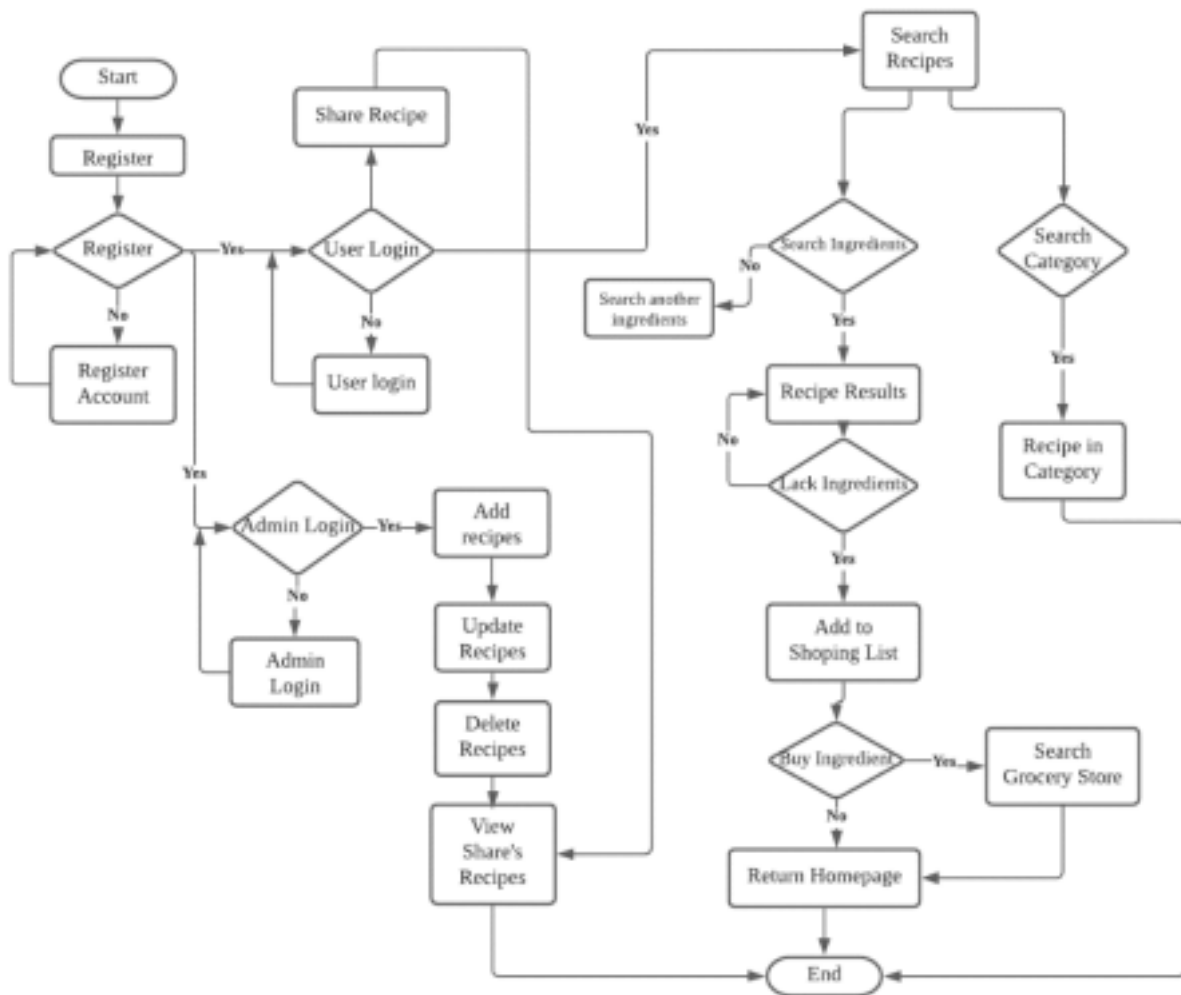 Start
Register
Register
Yes
No
Register
Account
Share Recipe
User Login
No
User login
Yes
Search
Recipes
Search Ingredients
No
Search another
ingredients
Yes
Search
Category
Yes
Recipe in
Category
Recipe Results
No
Lack Ingredients
Yes
Add to
Shoping List
Buy Ingredient
Yes
Search
Grocery Store
No
Return Homepage
Yes
Admin Login
Yes
No
Admin
Login
Add
recipes
Update
Recipes
Delete
Recipes
View
Share's
Recipes
End